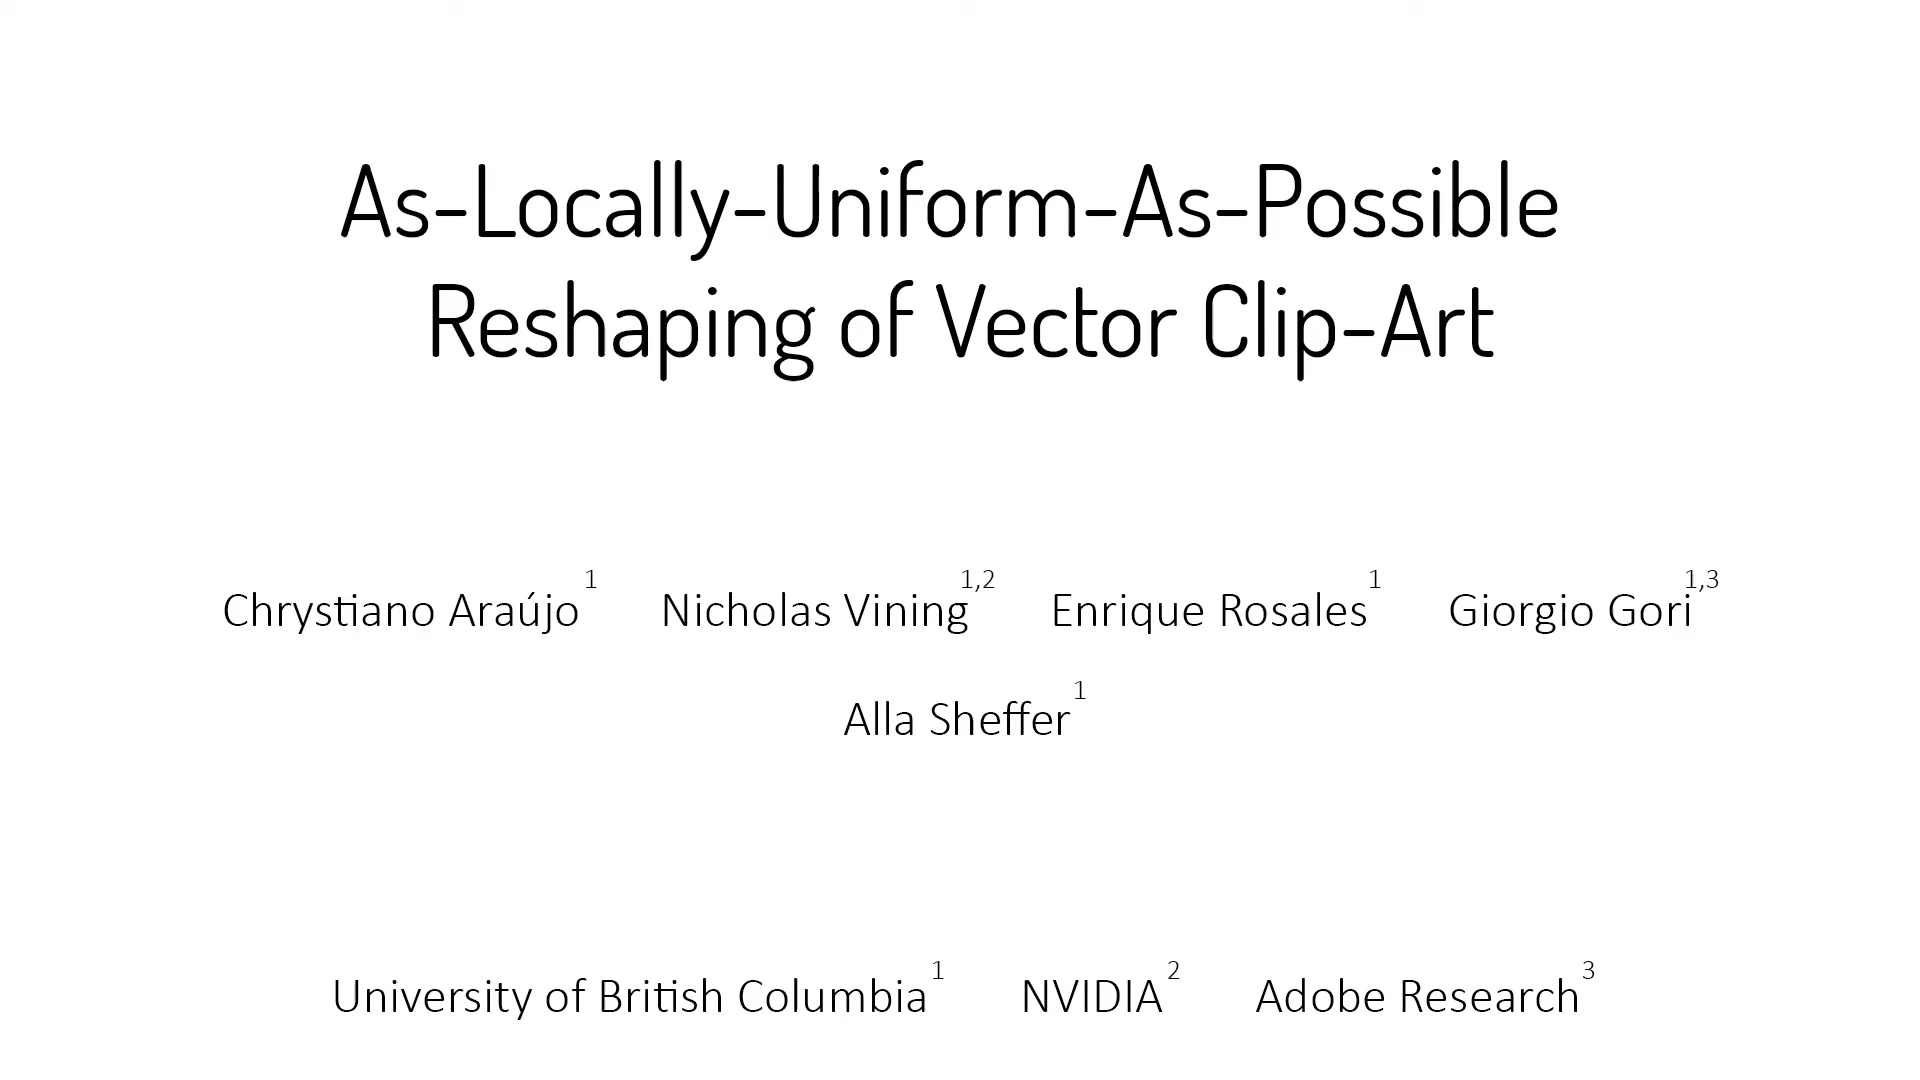 As-Locally-Uniform-As-Possible
Reshaping of Vector Clip-Art
Chrystiano Araújo1 Nicholas Vining1,2 Enrique Rosales1 Giorgio Gori1,3
Alla Sheffer1
University of British Columbia1 NVIDIA2 Adobe Research3